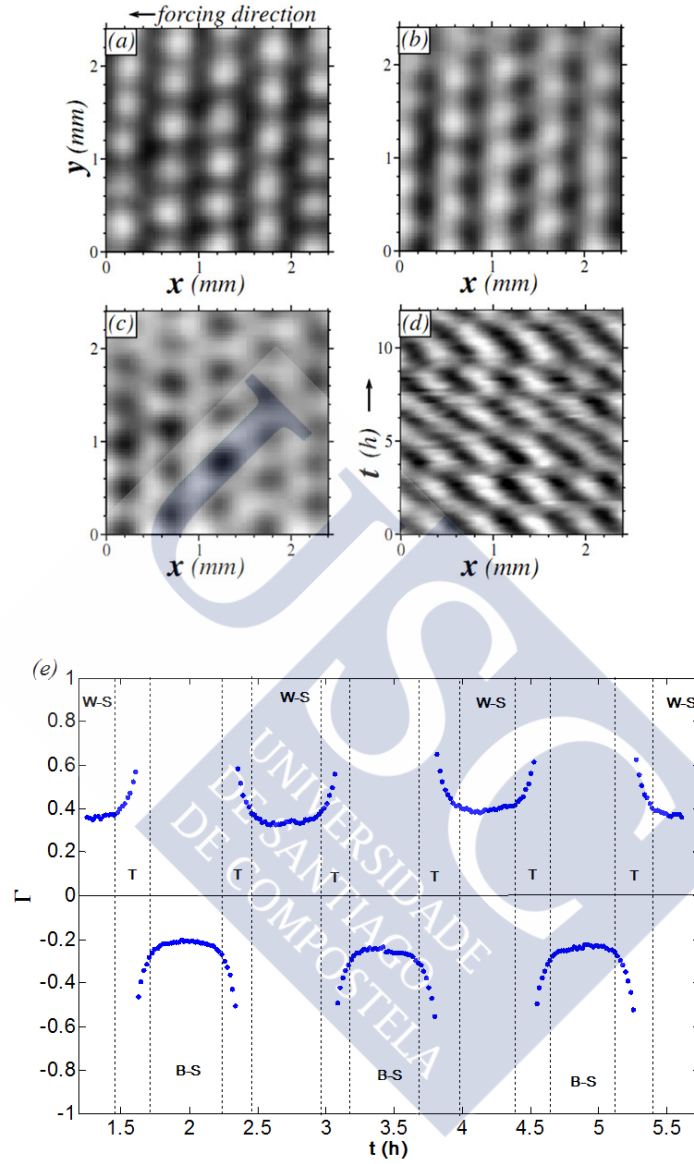 forcing direction
(a)
(b)
y (mm)
2
1
0
0
1
2
x (mm)
0
1
2
x (mm)
(c)
(d)
2
1
0
t (h)
10
5
0
0
1
2
x (mm)
0
1
2
x (mm)
USC
UNIVERSIDADE
DE SANTIAGO
DE COMPOSTELA
(e)
1
0.8
0.6
0.4
0.2
0
-0.2
-0.4
-0.6
-0.8
-1
Γ
W-S
W-S
W-S
W-S
T
T
T
T
T
T
B-S
B-S
B-S
1.5
2
2.5
3
3.5
4
4.5
5
5.5
t (h)